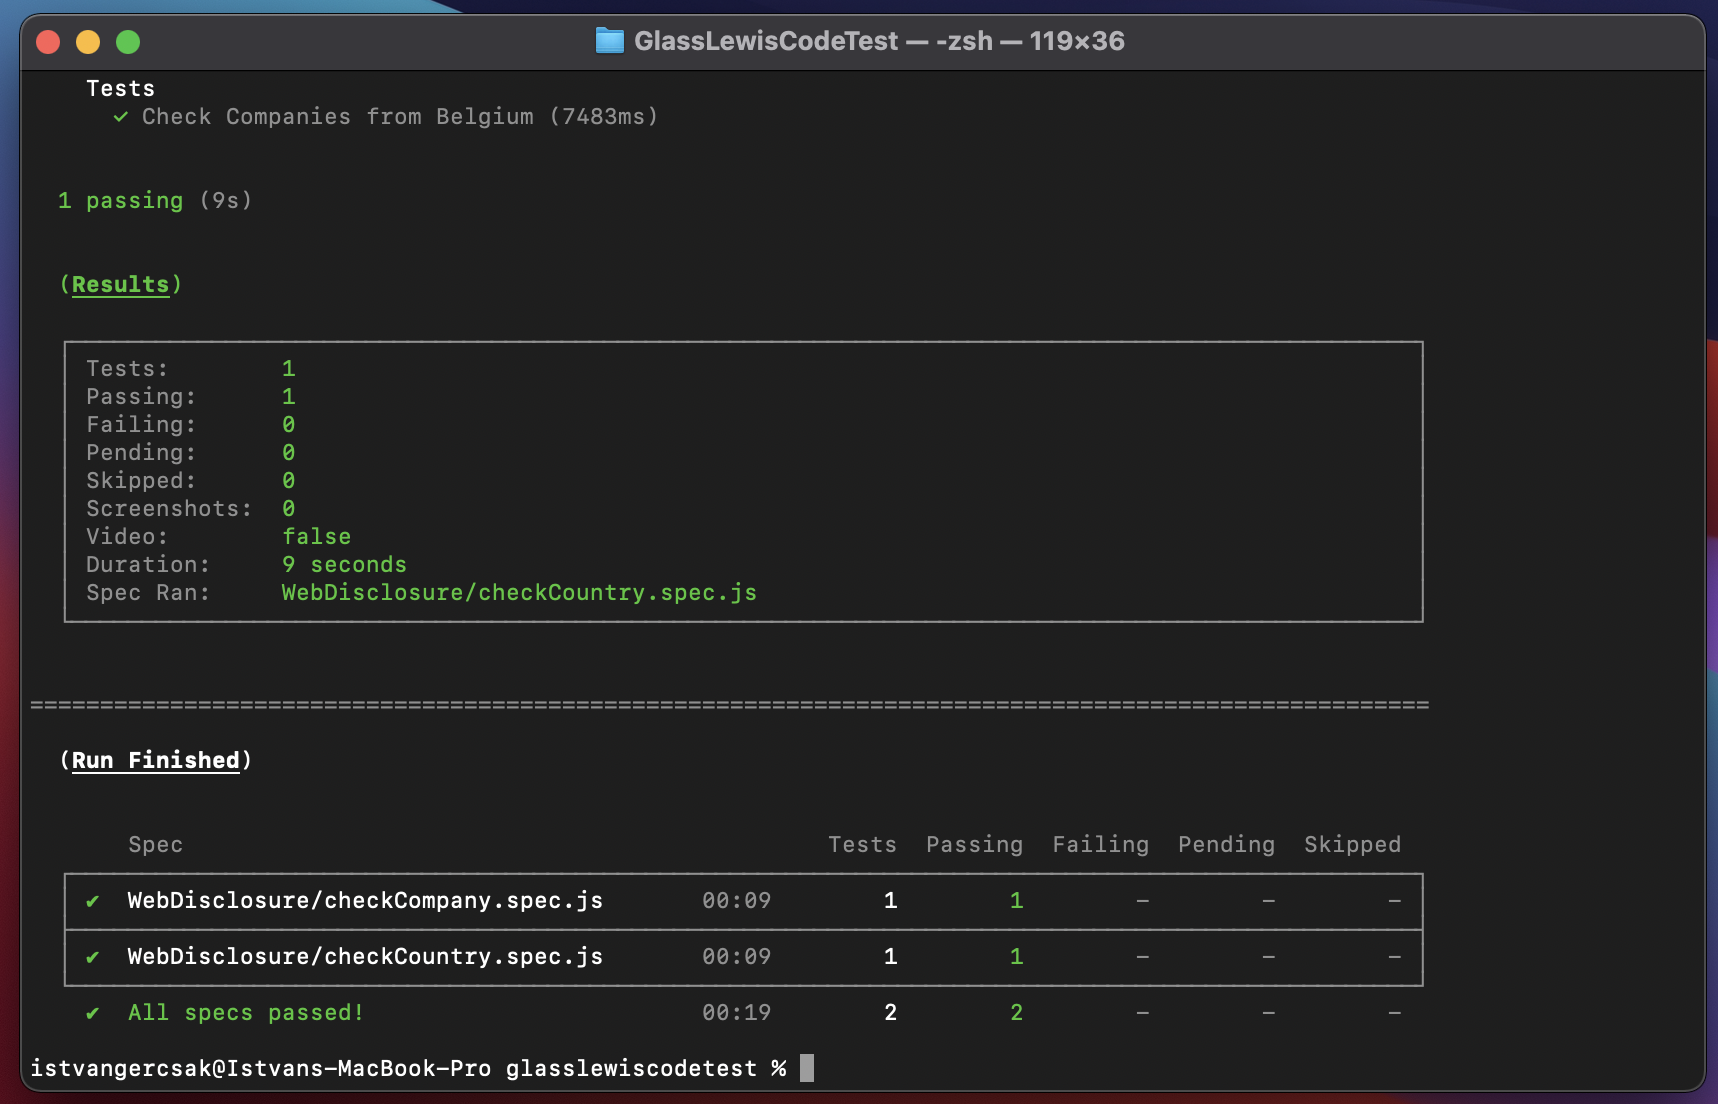 GlassLewisCodeTest — -zsh — 119×36
Tests
✓ Check Companies from Belgium (7483ms)
1 passing (9s)
(Results)
Tests: 1
Passing: 1
Failing: 0
Pending: 0
Skipped: 0
Screenshots: 0
Video: false
Duration: 9 seconds
Spec Ran: WebDisclosure/checkCountry.spec.js
====================================================================================================
(Run Finished)
Spec Tests Passing Failing Pending Skipped
✔ WebDisclosure/checkCompany.spec.js 00:09 1 1 - - -
✔ WebDisclosure/checkCountry.spec.js 00:09 1 1 - - -
✔ All specs passed! 00:19 2 2 - - -
istvangercsak@Istvans-MacBook-Pro glasslewiscodetest %